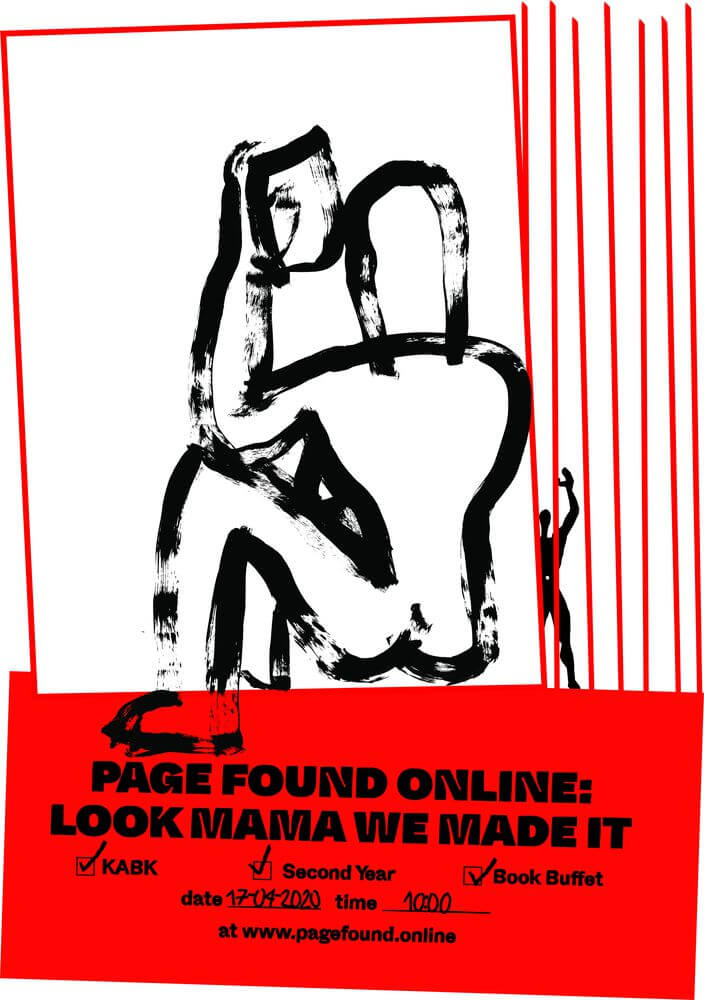 PAGE FOUND ONLINE:
LOOK MAMA WE MADE IT
KABK Second Year Book Buffet
date 17-04-2020 time 10:00
at www.pagefound.online